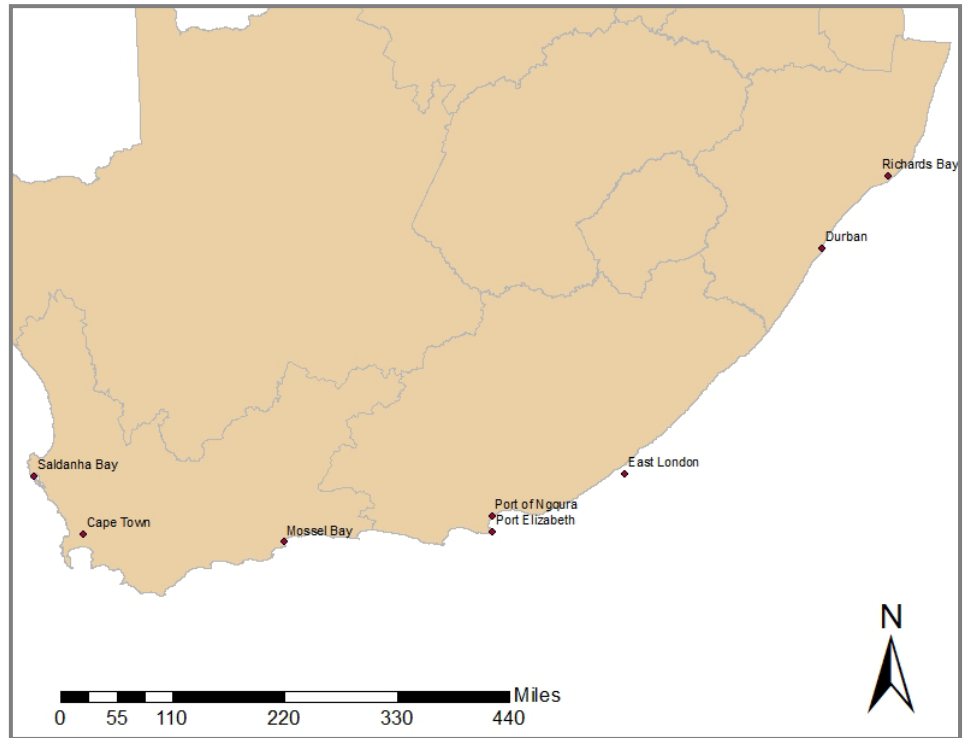 Richards Bay
Durban
Saldanha Bay
East London
Cape Town
Port of Ngqura
Port Elizabeth
Mossel Bay
N
Miles
0 55 110 220 330 440